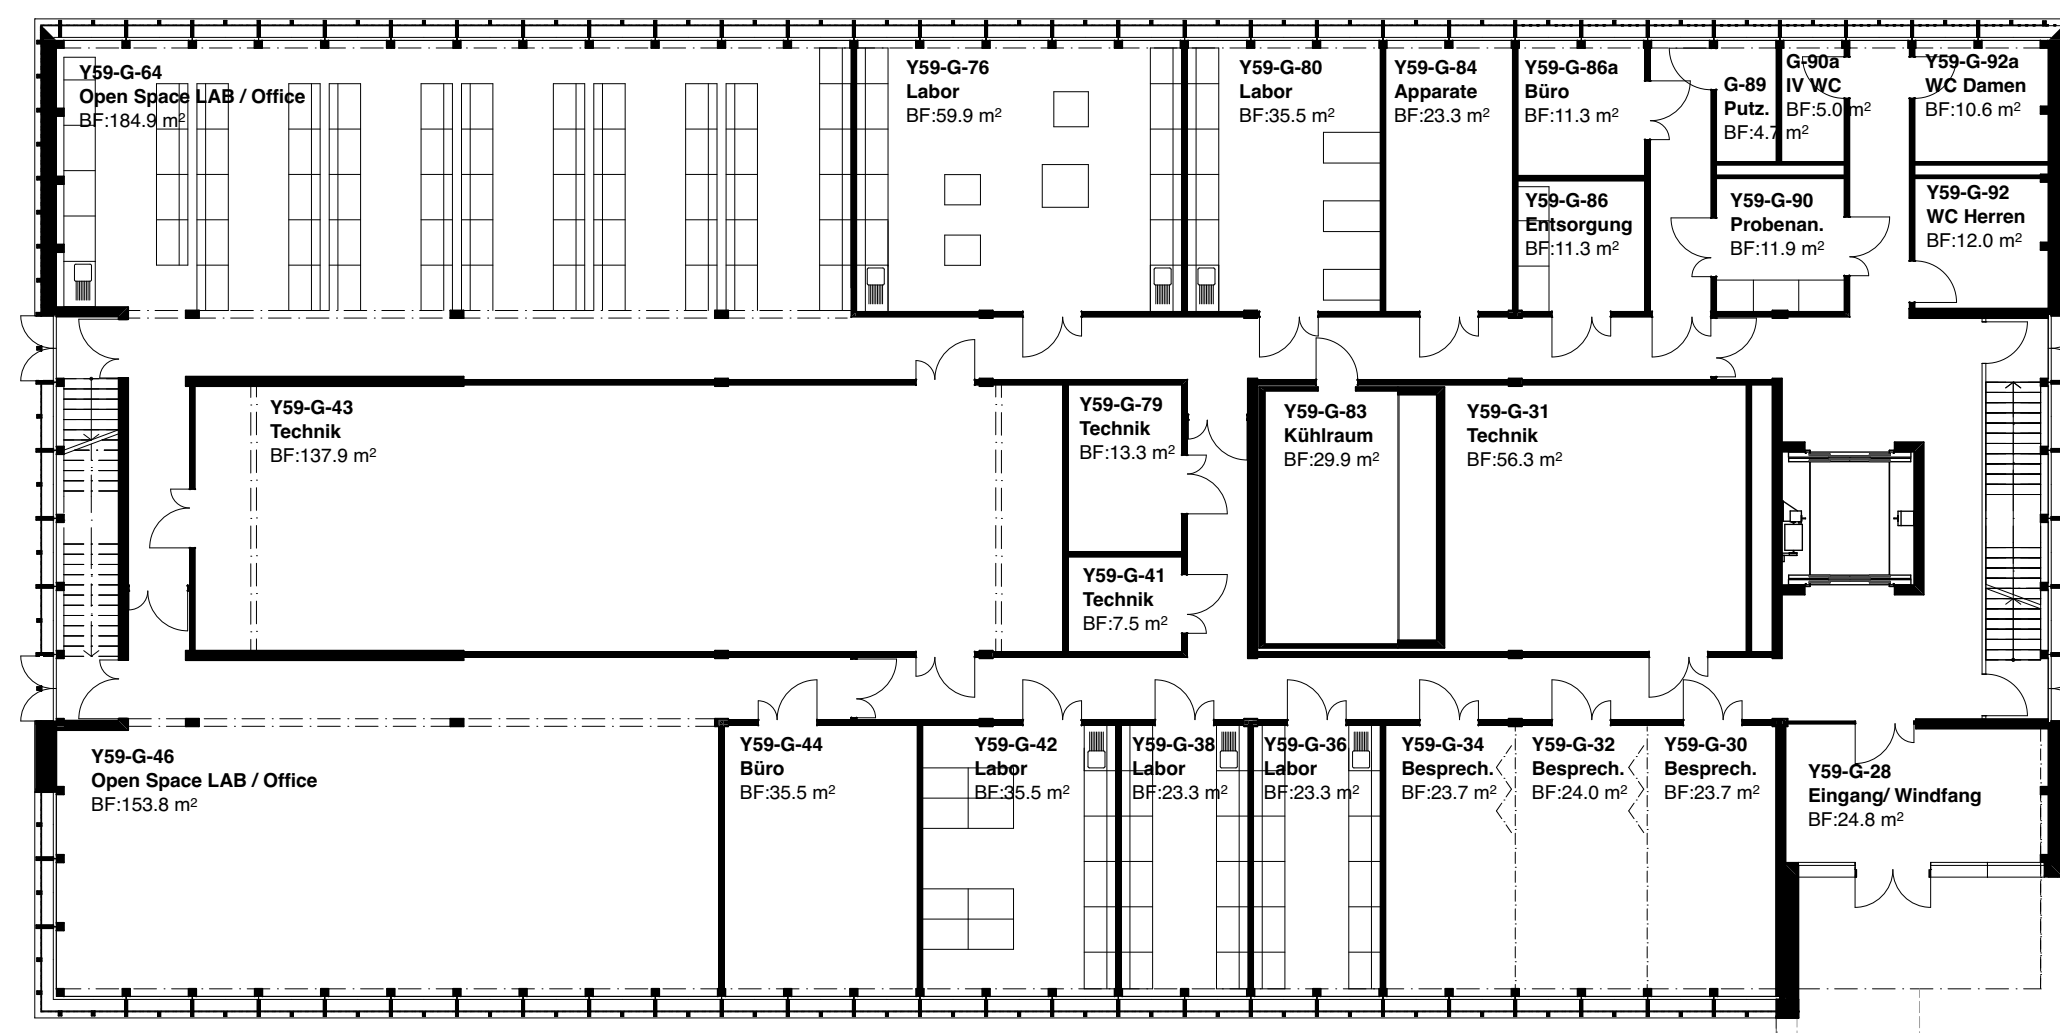 Y59-G-64
Open Space LAB / Office
BF:184.9 m²
Y59-G-76
Labor
BF:59.9 m²
Y59-G-80
Labor
BF:35.5 m²
Y59-G-84
Apparate
BF:23.3 m²
Y59-G-86a
Büro
BF:11.3 m²
G-89
Putz.
BF:4.7 m²
G-90a
IV WC
BF:5.0 m²
Y59-G-92a
WC Damen
BF:10.6 m²
Y59-G-86
Entsorgung
BF:11.3 m²
Y59-G-90
Probenan.
BF:11.9 m²
Y59-G-92
WC Herren
BF:12.0 m²
Y59-G-43
Technik
BF:137.9 m²
Y59-G-79
Technik
BF:13.3 m²
Y59-G-83
Kühlraum
BF:29.9 m²
Y59-G-31
Technik
BF:56.3 m²
Y59-G-41
Technik
BF:7.5 m²
Y59-G-46
Open Space LAB / Office
BF:153.8 m²
Y59-G-44
Büro
BF:35.5 m²
Y59-G-42
Labor
BF:35.5 m²
Y59-G-38
Labor
BF:23.3 m²
Y59-G-36
Labor
BF:23.3 m²
Y59-G-34
Besprech.
BF:23.7 m²
Y59-G-32
Besprech.
BF:24.0 m²
Y59-G-30
Besprech.
BF:23.7 m²
Y59-G-28
Eingang/ Windfang
BF:24.8 m²